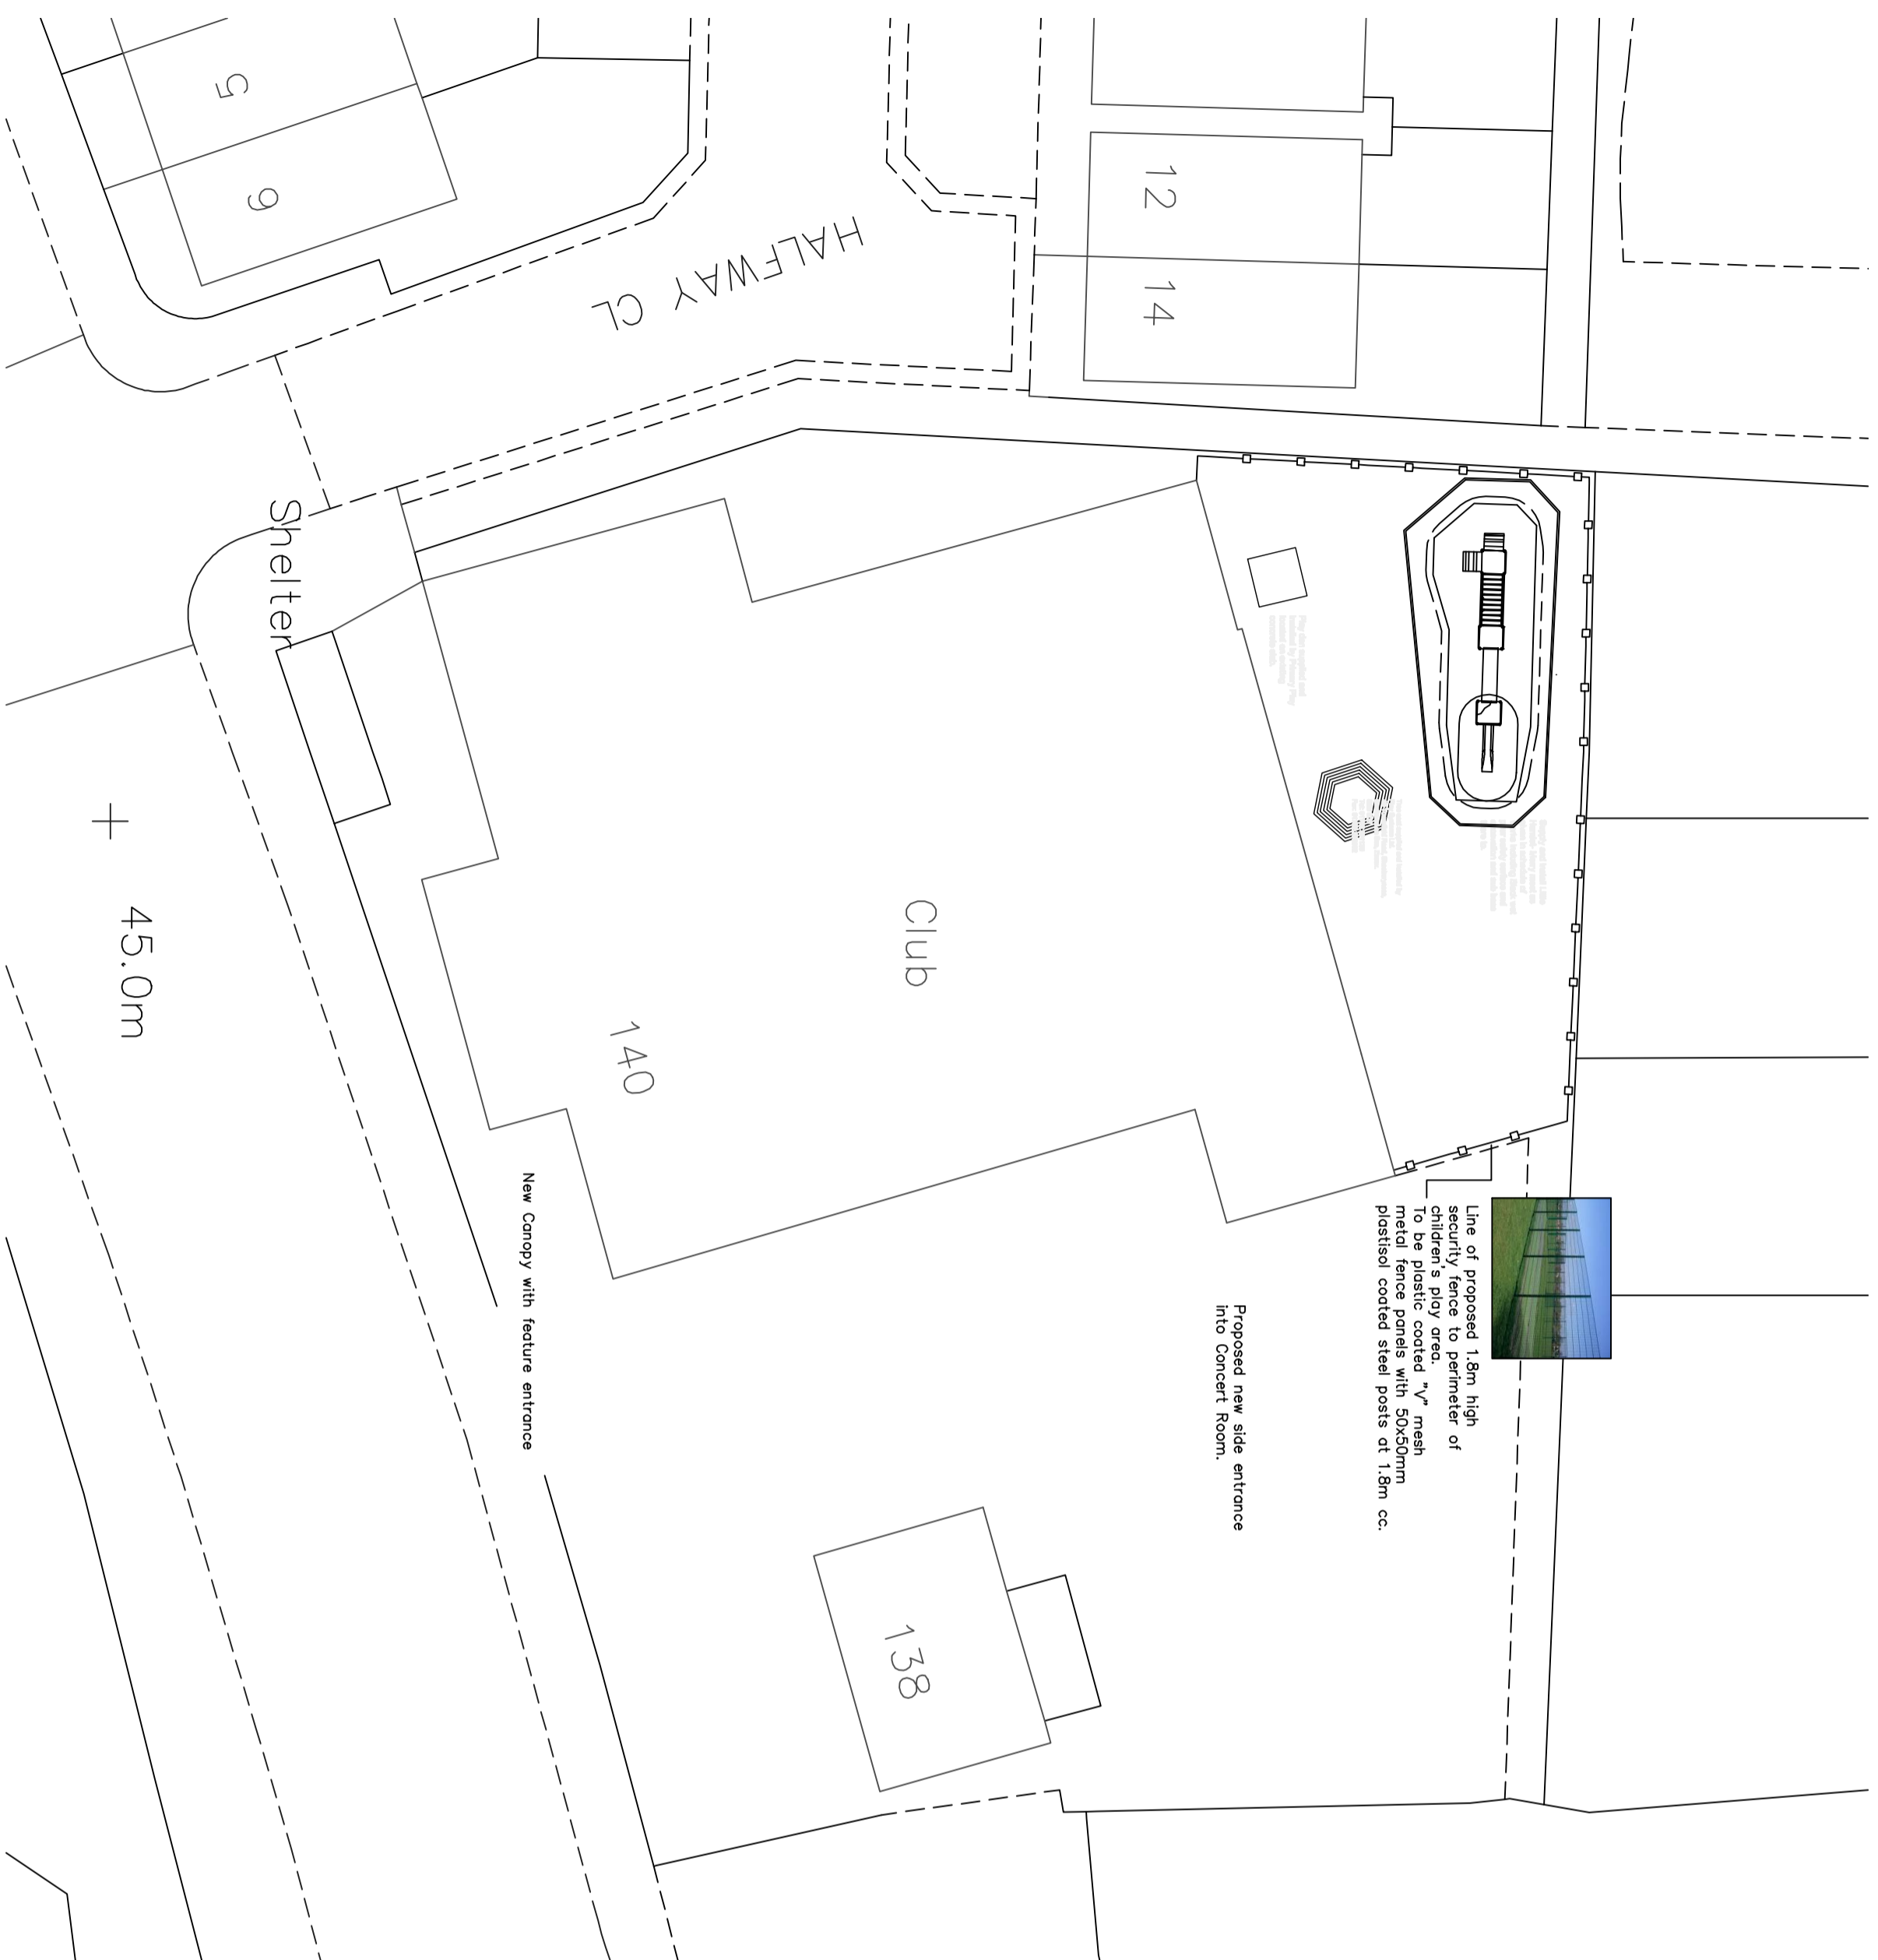 5
9
HALFWAY CL
12
14
Shelter
45.0m
Club
140
138
New Canopy with feature entrance
Proposed new side entrance
into Concert Room.
Line of proposed 1.8m high
security fence to perimeter of
children's play area.
To be plastic coated "V" mesh
metal fence panels with 50x50mm
plastisol coated steel posts at 1.8m cc.